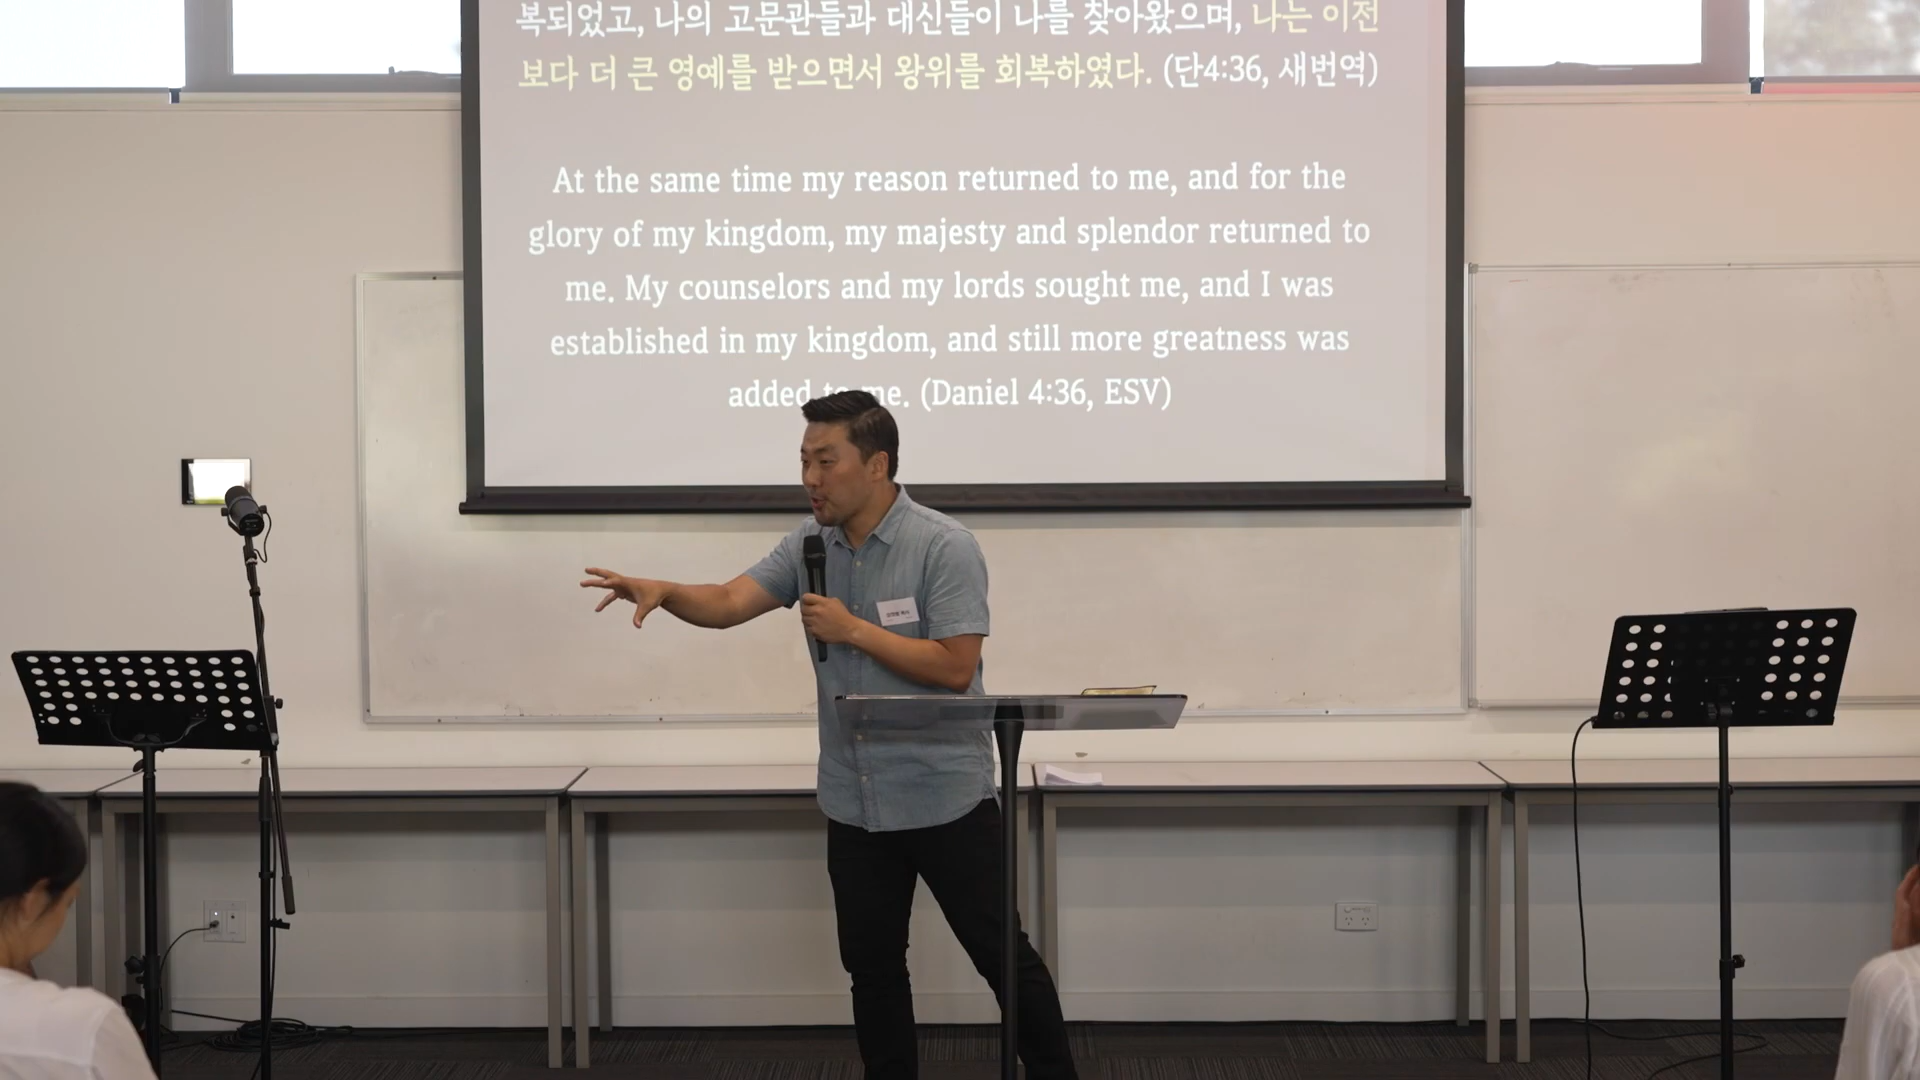 복되었고, 나의 고문관들과 대신들이 나를 찾아왔으며, 나는 이전
보다 더 큰 영예를 받으면서 왕위를 회복하였다. (단4:36, 새번역)
At the same time my reason returned to me, and for the
glory of my kingdom, my majesty and splendor returned to
me. My counselors and my lords sought me, and I was
established in my kingdom, and still more greatness was
added to me. (Daniel 4:36, ESV)
목사